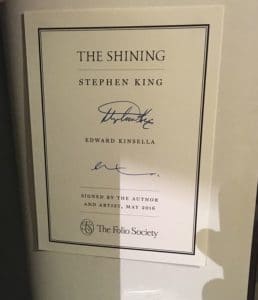 THE SHINING
STEPHEN KING
EDWARD KINSELLA
SIGNED BY THE AUTHOR
AND ARTIST, MAY 2016
The Folio Society